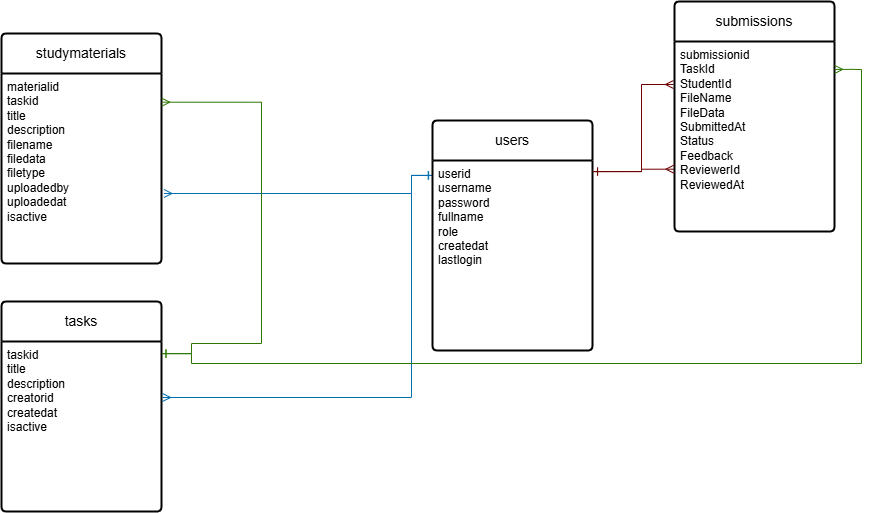 studymaterials
materialid
taskid
title
description
filename
filedata
filetype
uploadedby
uploadedat
isactive
tasks
taskid
title
description
creatorid
createdat
isactive
users
userid
username
password
fullname
role
createdat
lastlogin
submissions
submissionid
TaskId
StudentId
FileName
FileData
SubmittedAt
Status
Feedback
ReviewerId
ReviewedAt